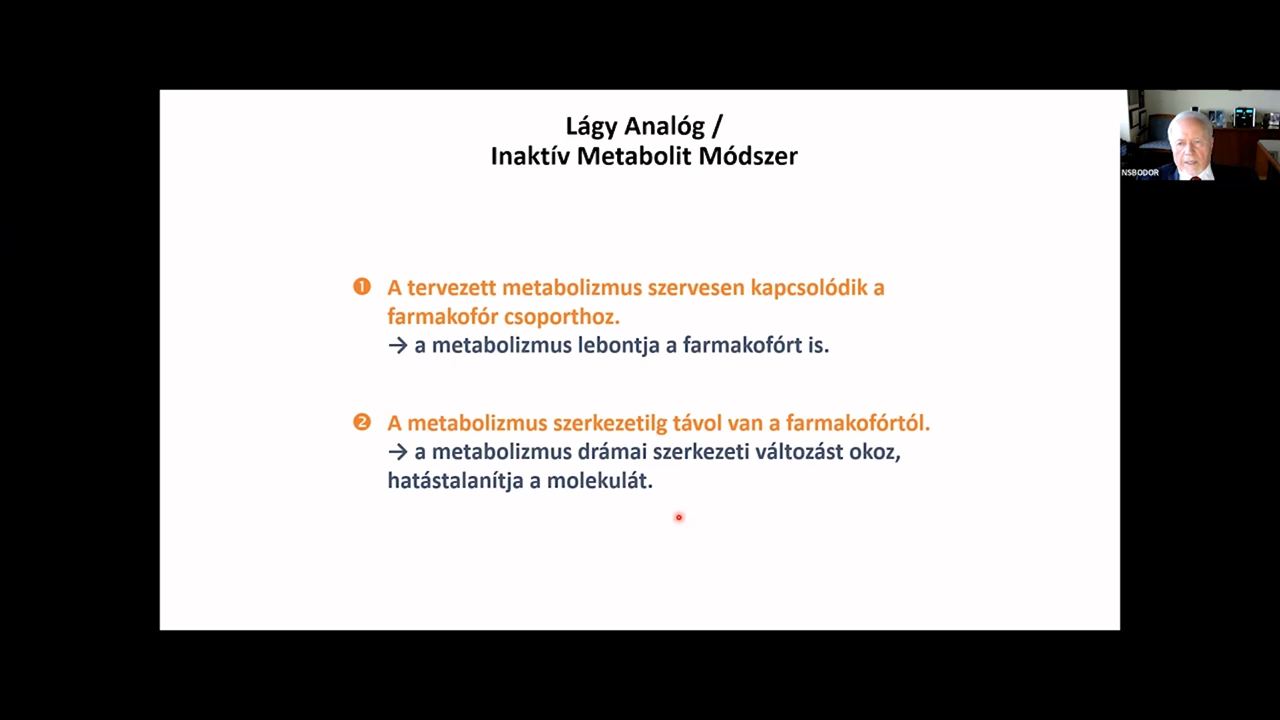 Lágy Analóg /
Inaktív Metabolit Módszer
❶ A tervezett metabolizmus szervesen kapcsolódik a
farmakofór csoporthoz.
→ a metabolizmus lebontja a farmakofórt is.
❷ A metabolizmus szerkezetilg távol van a farmakofórtól.
→ a metabolizmus drámai szerkezeti változást okoz,
hatástalanítja a molekulát.
NSBODOR